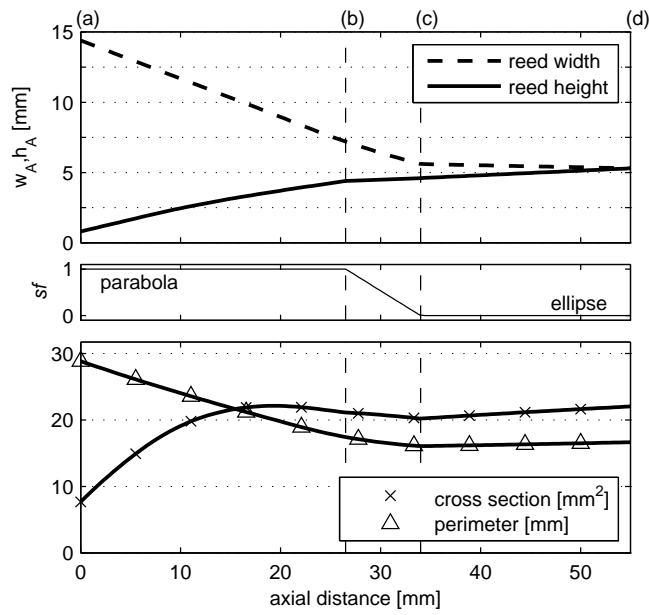 (a) (b) (c) (d)
15
10
5
0
w_A,h_A [mm]
reed width
reed height
1
0
sf
parabola
ellipse
30
20
10
0
cross section [mm²]
perimeter [mm]
0 10 20 30 40 50
axial distance [mm]